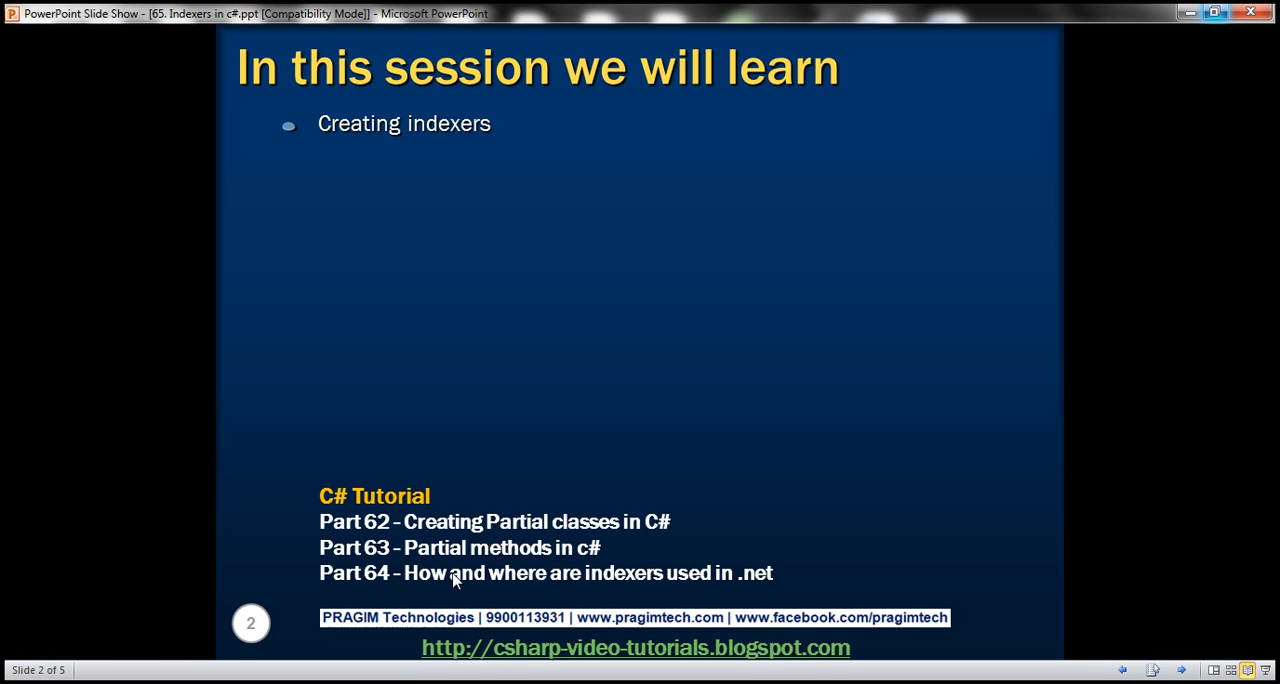 PowerPoint Slide Show - [65. Indexers in c#.ppt [Compatibility Mode]] - Microsoft PowerPoint
In this session we will learn
Creating indexers
C# Tutorial
Part 62 - Creating Partial classes in C#
Part 63 - Partial methods in c#
Part 64 - How and where are indexers used in .net
2
PRAGIM Technologies | 9900113931 | www.pragimtech.com | www.facebook.com/pragimtech
http://csharp-video-tutorials.blogspot.com
Slide 2 of 5